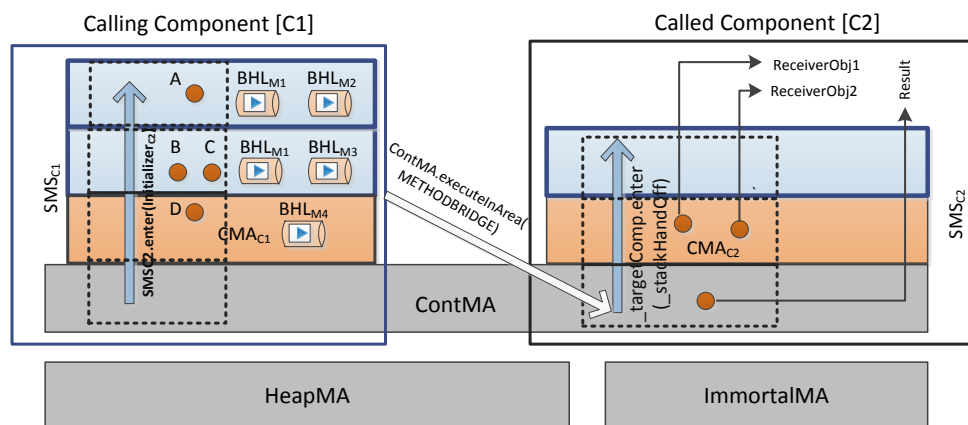 Calling Component [C1]
Called Component [C2]
A
BHLM1
BHLM2
B
C
BHLM1
BHLM3
D
CMAC1
BHLM4
SMSC1
SMSC2.enter(Initializerc2)
ContMA.executeInArea(
METHODBRIDGE)
ReceiverObj1
ReceiverObj2
Result
_targetComp.enter
(_stackHandOff)
CMAC2
SMSC2
ContMA
HeapMA
ImmortalMA